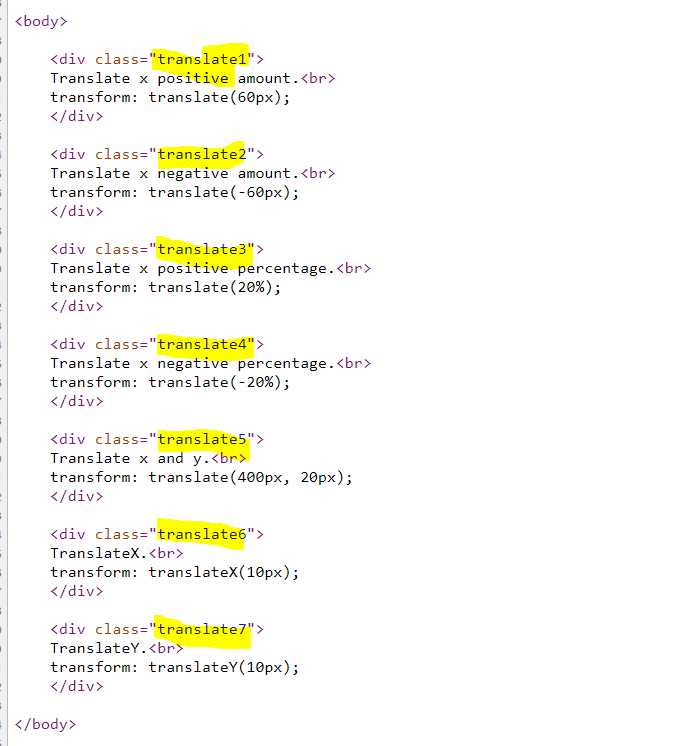 <body>
<div class="translate1">
Translate x positive amount.<br>
transform: translate(60px);
</div>
<div class="translate2">
Translate x negative amount.<br>
transform: translate(-60px);
</div>
<div class="translate3">
Translate x positive percentage.<br>
transform: translate(20%);
</div>
<div class="translate4">
Translate x negative percentage.<br>
transform: translate(-20%);
</div>
<div class="translate5">
Translate x and y.<br>
transform: translate(400px, 20px);
</div>
<div class="translate6">
TranslateX.<br>
transform: translateX(10px);
</div>
<div class="translate7">
TranslateY.<br>
transform: translateY(10px);
</div>
</body>